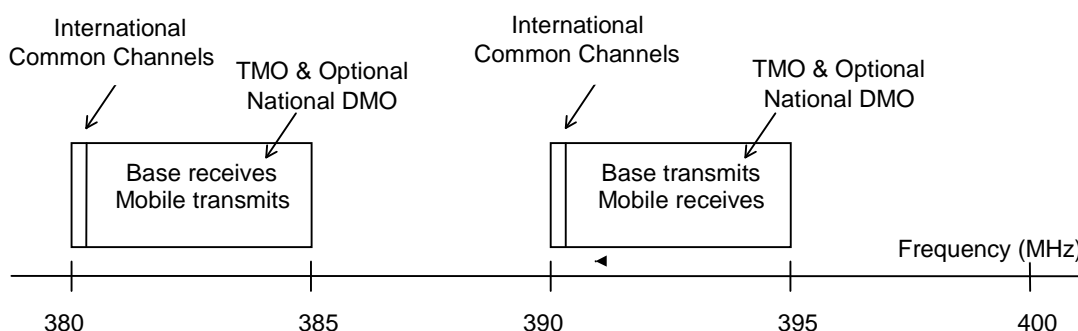 International
Common Channels
TMO & Optional
National DMO
International
Common Channels
TMO & Optional
National DMO
Base receives
Mobile transmits
Base transmits
Mobile receives
Frequency (MHz)
380
385
390
395
400